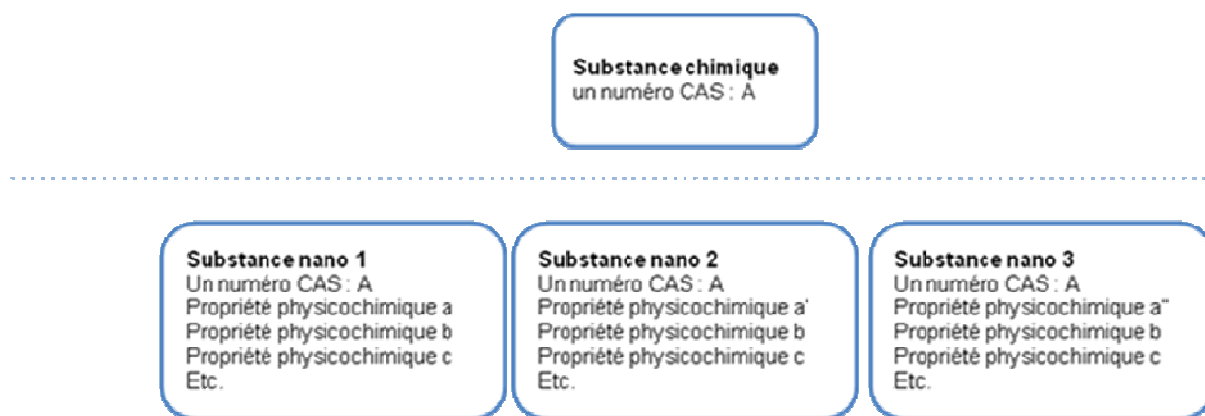 Substance chimique
un numéro CAS : A
Substance nano 1
Un numéro CAS : A
Propriété physicochimique a
Propriété physicochimique b
Propriété physicochimique c
Etc.
Substance nano 2
Un numéro CAS : A
Propriété physicochimique a'
Propriété physicochimique b
Propriété physicochimique c
Etc.
Substance nano 3
Un numéro CAS : A
Propriété physicochimique a''
Propriété physicochimique b
Propriété physicochimique c
Etc.